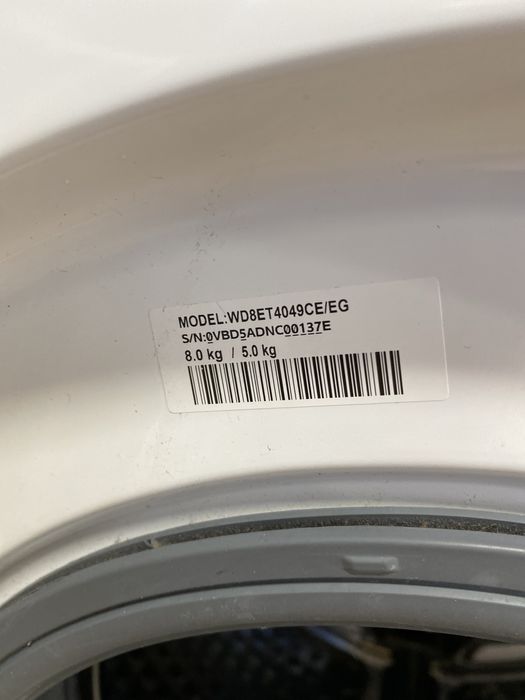 MODEL:WD8ET4049CE/EG
S/N:0VBD5ADNC00137E
8.0 kg / 5.0 kg